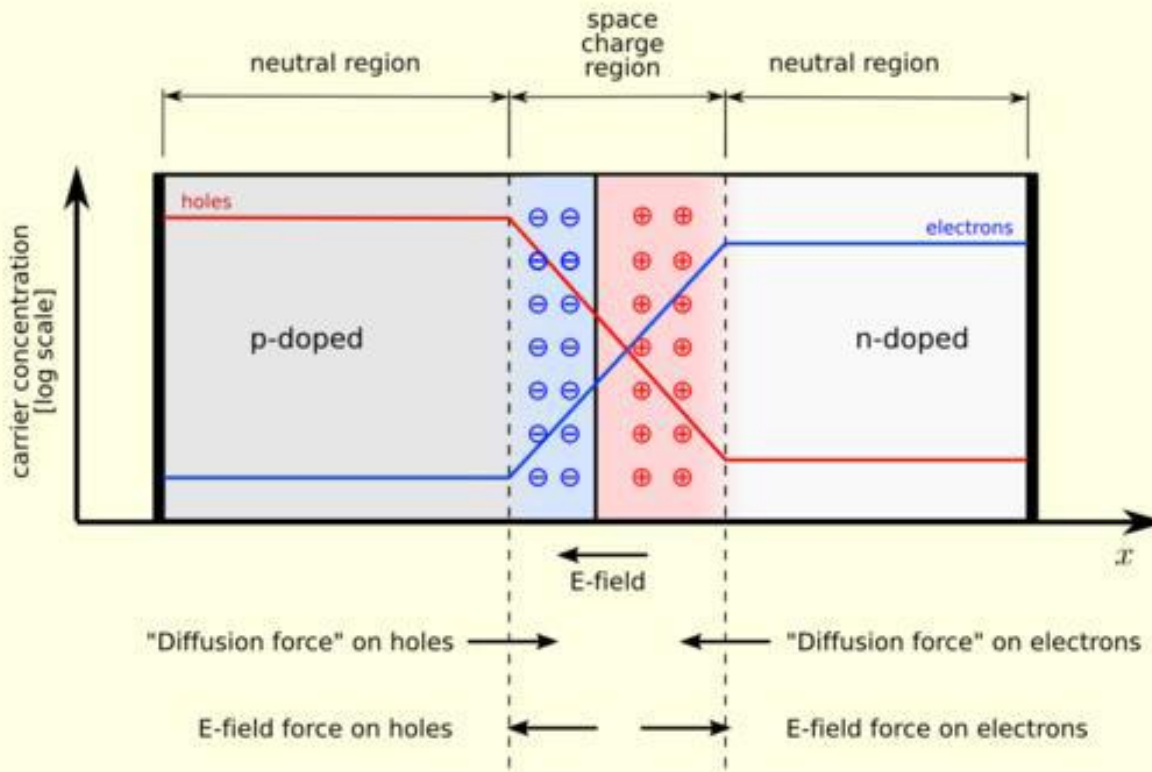 space
charge
region
neutral region
neutral region
carrier concentration
[log scale]
holes
electrons
p-doped
n-doped
⊖ ⊖ ⊕ ⊕
⊖ ⊖ ⊕ ⊕
⊖ ⊖ ⊕ ⊕
⊖ ⊖ ⊕ ⊕
⊖ ⊖ ⊕ ⊕
⊖ ⊖ ⊕ ⊕
⊖ ⊖ ⊕ ⊕
x
E-field
"Diffusion force" on holes
"Diffusion force" on electrons
E-field force on holes
E-field force on electrons